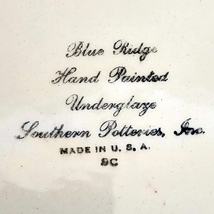 Blue Ridge
Hand Painted
Underglaze
Southern Potteries, Inc.
MADE IN U. S. A.
9C